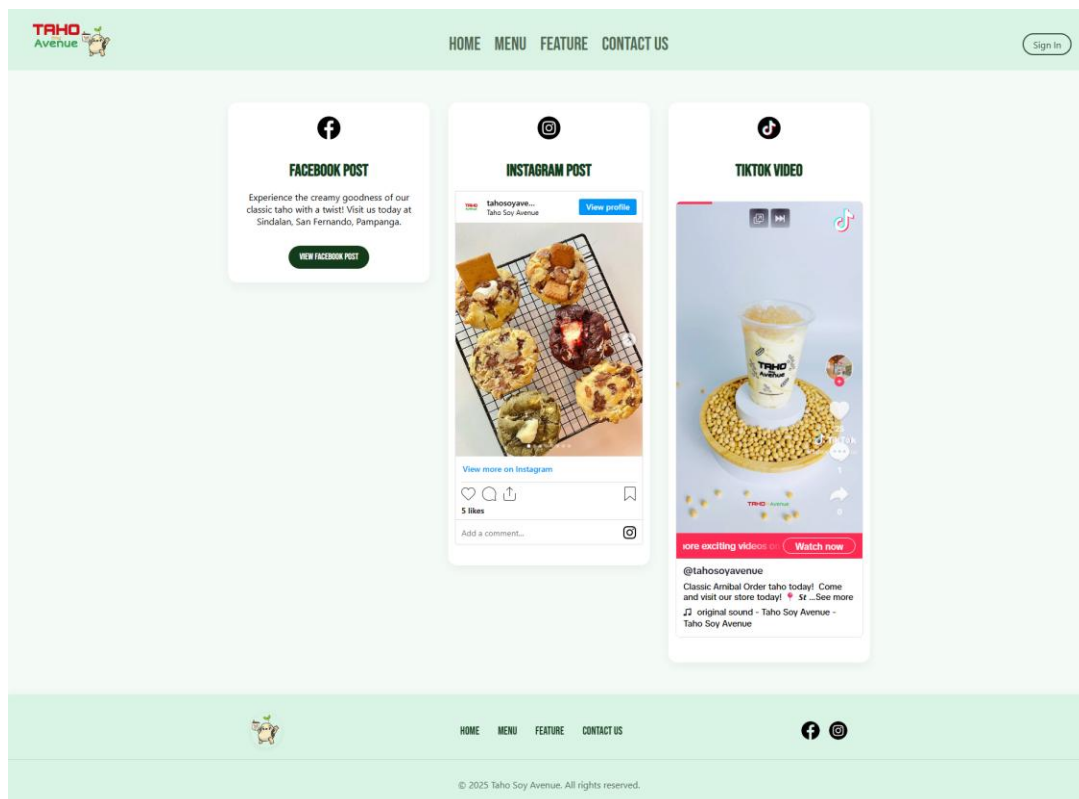 TAHO
Avenue
HOME MENU FEATURE CONTACT US
Sign In
FACEBOOK POST
Experience the creamy goodness of our
classic taho with a twist! Visit us today at
Sindalan, San Fernando, Pampanga.
VIEW FACEBOOK POST
INSTAGRAM POST
tahosoyave...
Taho Soy Avenue
View profile
View more on Instagram
5 likes
Add a comment...
TIKTOK VIDEO
TAHO
Avenue
1
TAHO Avenue
ore exciting videos o
Watch now
@tahosoyavenue
Classic Arnibal Order taho today! Come
and visit our store today! 📍 St ...See more
original sound - Taho Soy Avenue -
Taho Soy Avenue
HOME MENU FEATURE CONTACT US
© 2025 Taho Soy Avenue. All rights reserved.